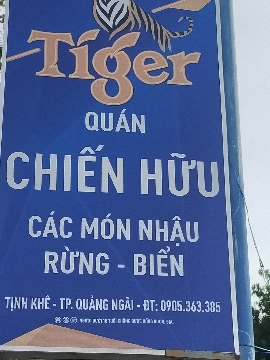 Tiger
QUÁN
CHIẾN HỮU
CÁC MÓN NHẬU
RỪNG - BIỂN
TỊNH KHÊ - TP. QUẢNG NGÃI - ĐT: 0905.363.385